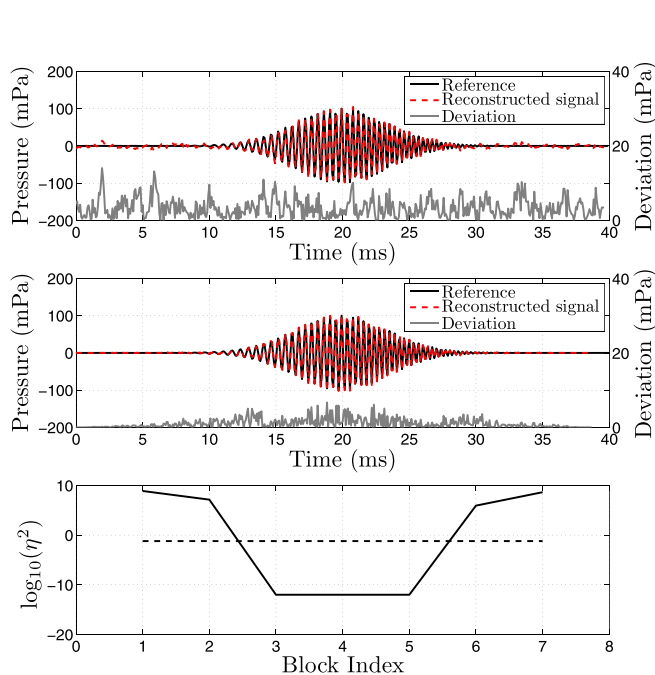 200
100
0
−100
−200
Pressure (mPa)
40
20
0
Deviation (mPa)
Reference
Reconstructed signal
Deviation
0 5 10 15 20 25 30 35 40
Time (ms)
200
100
0
−100
−200
Pressure (mPa)
40
20
0
Deviation (mPa)
Reference
Reconstructed signal
Deviation
0 5 10 15 20 25 30 35 40
Time (ms)
10
0
−10
−20
log₁₀(η²)
0 1 2 3 4 5 6 7 8
Block Index